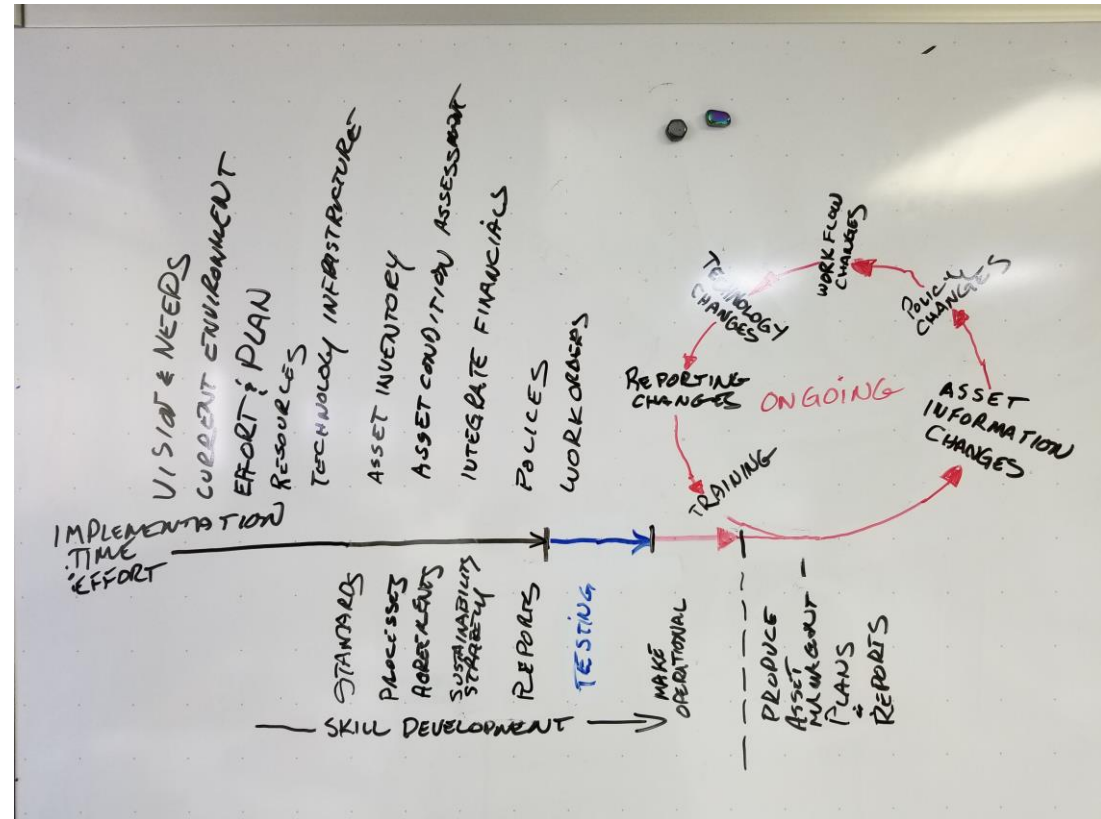 VISION & NEEDS
CURRENT ENVIRONMENT
EFFORT & PLAN
RESOURCES
TECHNOLOGY INFRASTRUCTURE
ASSET INVENTORY
ASSET CONDITION ASSESSMENT
INTEGRATE FINANCIALS
POLICES
WORK ORDERS
IMPLEMENTATION
TIME
& EFFORT
STANDARDS
PROCESSES
AGREEMENTS
SUSTAINABILITY
STRATEGY
REPORTS
TESTING
MAKE
OPERATIONAL
PRODUCE
ASSET
MANAGEMENT
PLANS
&
REPORTS
SKILL DEVELOPMENT
ONGOING
ASSET
INFORMATION
CHANGES
POLICY
CHANGES
WORKFLOW
CHANGES
TECHNOLOGY
CHANGES
REPORTING
CHANGES
TRAINING